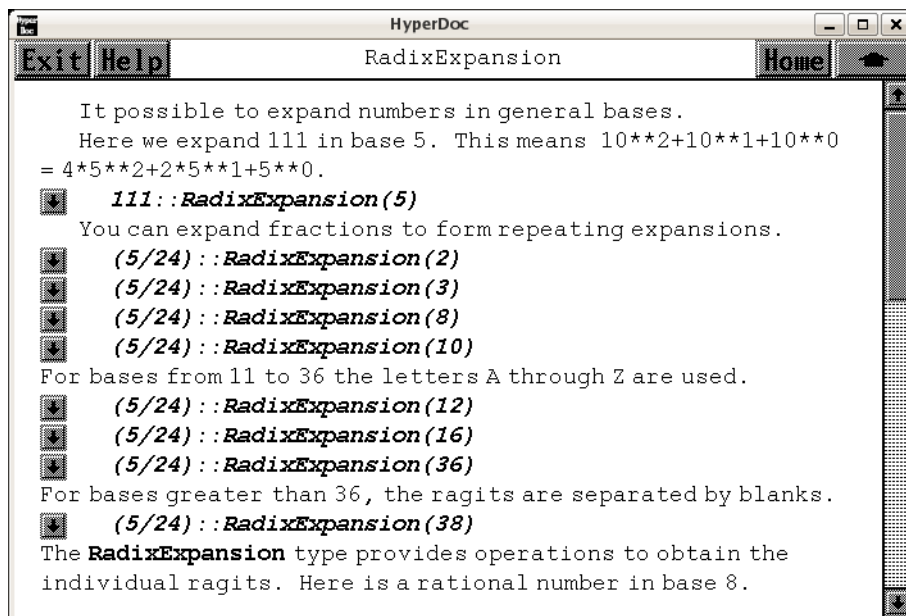 Hyper Doc
HyperDoc
Exit Help RadixExpansion Home
It possible to expand numbers in general bases.
Here we expand 111 in base 5. This means 10**2+10**1+10**0
= 4*5**2+2*5**1+5**0.
111::RadixExpansion(5)
You can expand fractions to form repeating expansions.
(5/24)::RadixExpansion(2)
(5/24)::RadixExpansion(3)
(5/24)::RadixExpansion(8)
(5/24)::RadixExpansion(10)
For bases from 11 to 36 the letters A through Z are used.
(5/24)::RadixExpansion(12)
(5/24)::RadixExpansion(16)
(5/24)::RadixExpansion(36)
For bases greater than 36, the ragits are separated by blanks.
(5/24)::RadixExpansion(38)
The RadixExpansion type provides operations to obtain the
individual ragits. Here is a rational number in base 8.